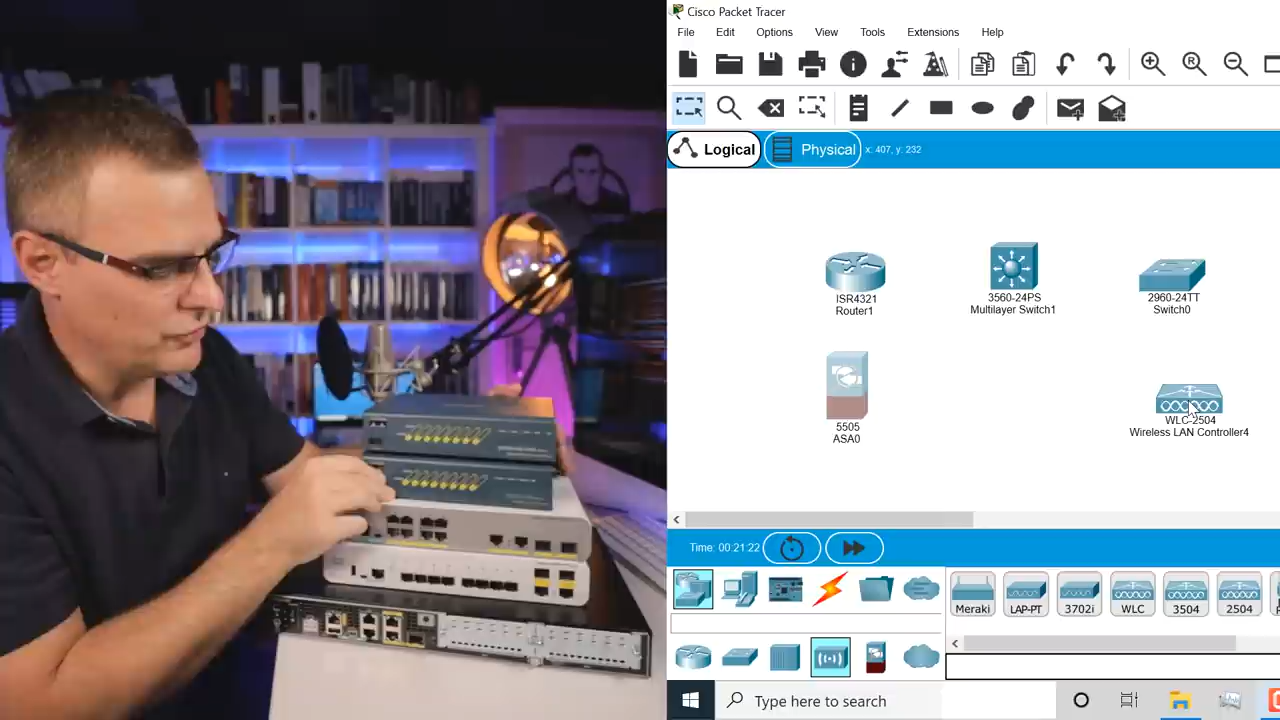 Cisco Packet Tracer
File Edit Options View Tools Extensions Help
Logical Physical x: 407, y: 232
ISR4321
Router1
3560-24PS
Multilayer Switch1
2960-24TT
Switch0
5505
ASA0
WLC-2504
Wireless LAN Controller4
Time: 00:21:22
Meraki LAP-PT 3702i WLC 3504 2504
Type here to search